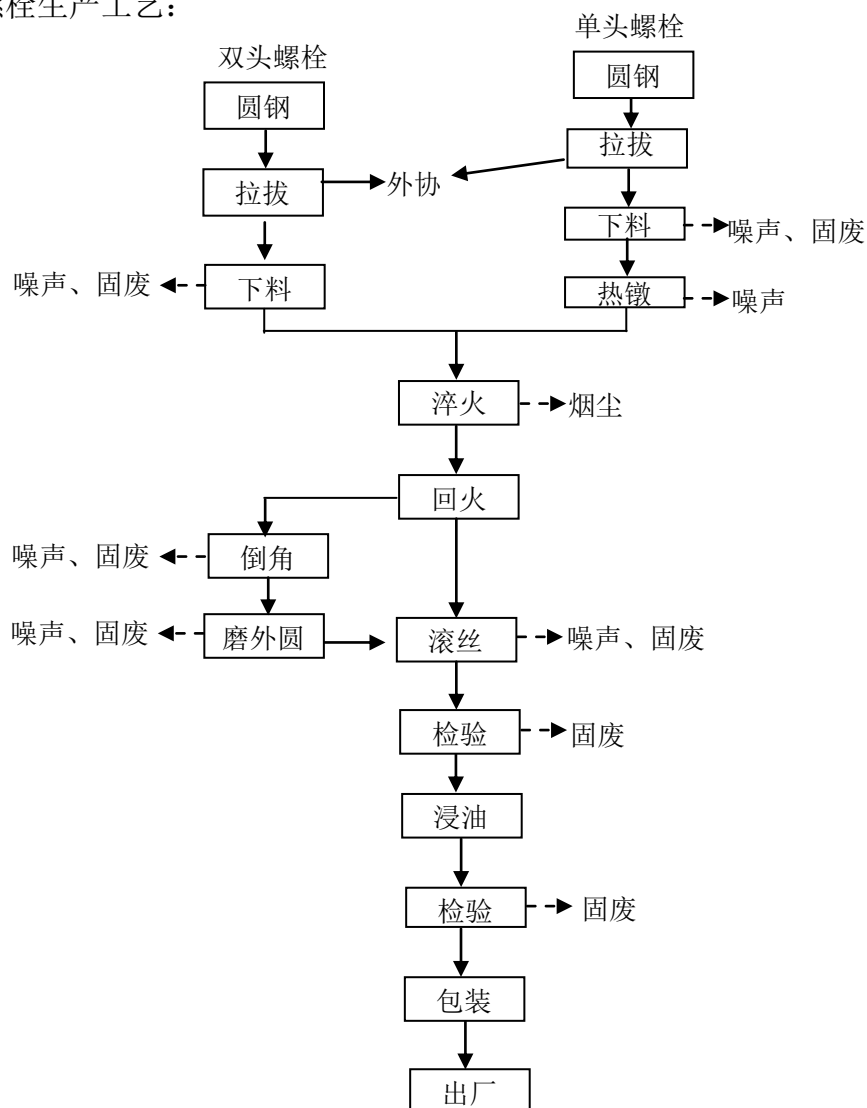 栓生产工艺：
单头螺栓
双头螺栓
圆钢
圆钢
拉拔
外协
拉拔
下料
噪声、固废
噪声、固废
下料
热镦
噪声
淬火
烟尘
回火
噪声、固废
倒角
噪声、固废
磨外圆
滚丝
噪声、固废
检验
固废
浸油
检验
固废
包装
出厂